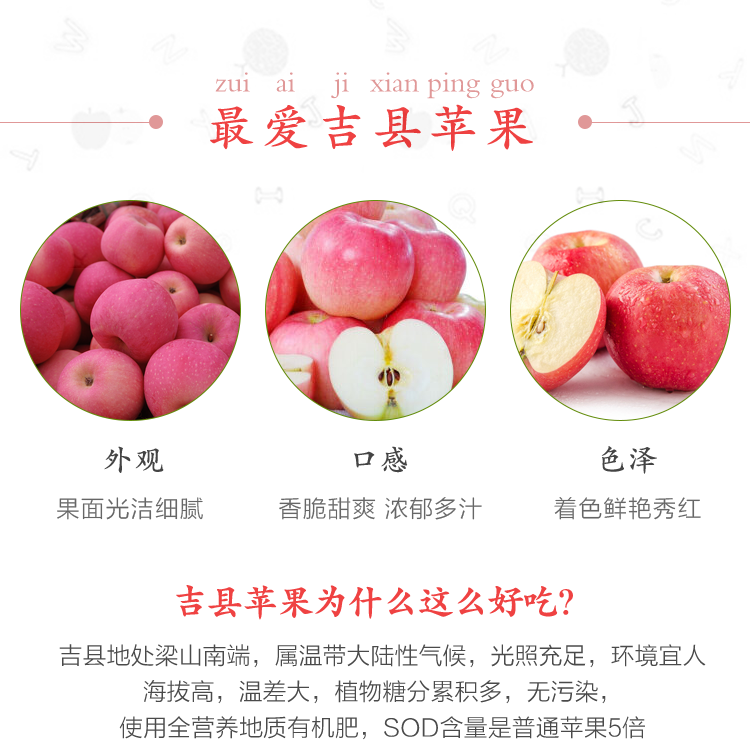 zui ai ji xian ping guo
最爱吉县苹果
外观 口感 色泽
果面光洁细腻 香脆甜爽 浓郁多汁 着色鲜艳秀红
吉县苹果为什么这么好吃?
吉县地处梁山南端，属温带大陆性气候，光照充足，环境宜人
海拔高，温差大，植物糖分累积多，无污染，
使用全营养地质有机肥，SOD含量是普通苹果5倍